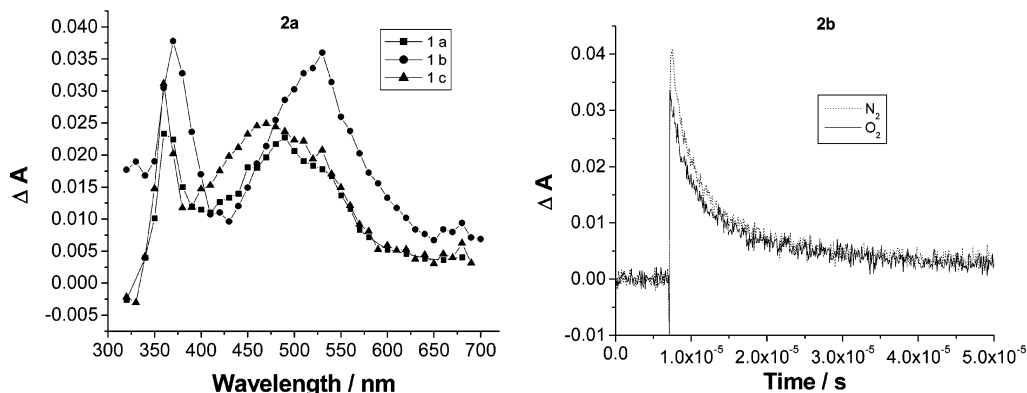 2a
0.040
0.035
0.030
0.025
0.020
0.015
0.010
0.005
0.000
-0.005
Δ A
1 a
1 b
1 c
300 350 400 450 500 550 600 650 700
Wavelength / nm
2b
0.04
0.03
0.02
0.01
0.00
-0.01
Δ A
N₂
O₂
0.0 1.0x10⁻⁵ 2.0x10⁻⁵ 3.0x10⁻⁵ 4.0x10⁻⁵ 5.0x10⁻⁵
Time / s